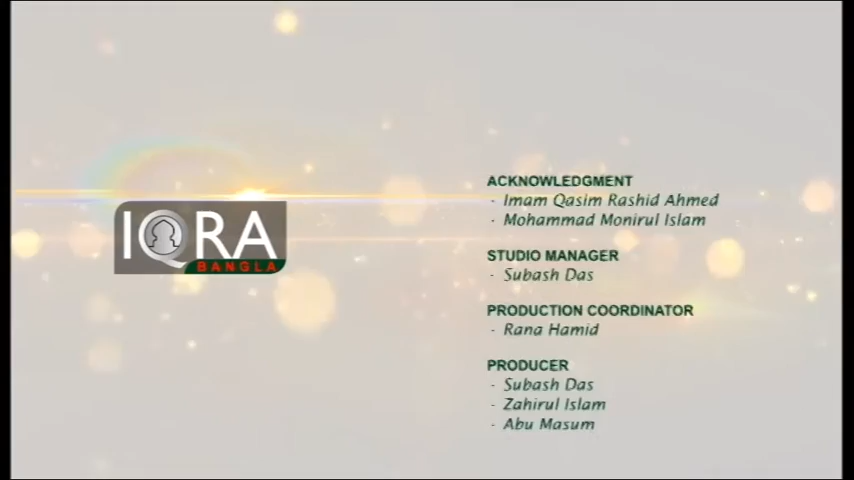 IQRA
BANGLA
ACKNOWLEDGMENT
- Imam Qasim Rashid Ahmed
- Mohammad Monirul Islam
STUDIO MANAGER
- Subash Das
PRODUCTION COORDINATOR
- Rana Hamid
PRODUCER
- Subash Das
- Zahirul Islam
- Abu Masum